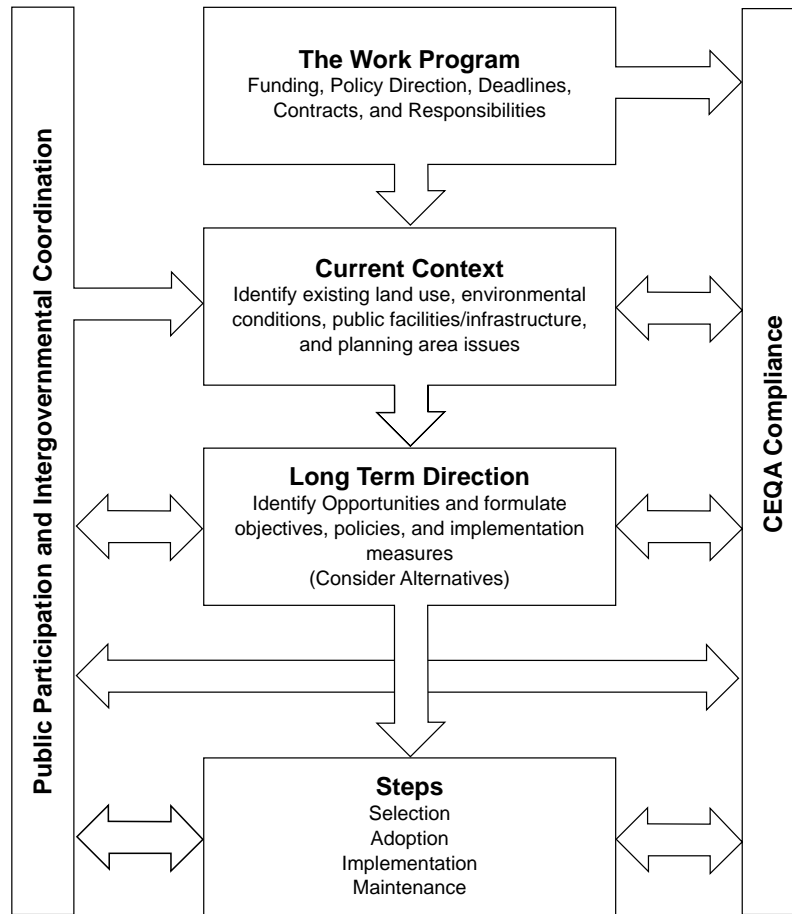 Public Participation and Intergovernmental Coordination
The Work Program
Funding, Policy Direction, Deadlines,
Contracts, and Responsibilities
Current Context
Identify existing land use, environmental
conditions, public facilities/infrastructure,
and planning area issues
Long Term Direction
Identify Opportunities and formulate
objectives, policies, and implementation
measures
(Consider Alternatives)
Steps
Selection
Adoption
Implementation
Maintenance
CEQA Compliance